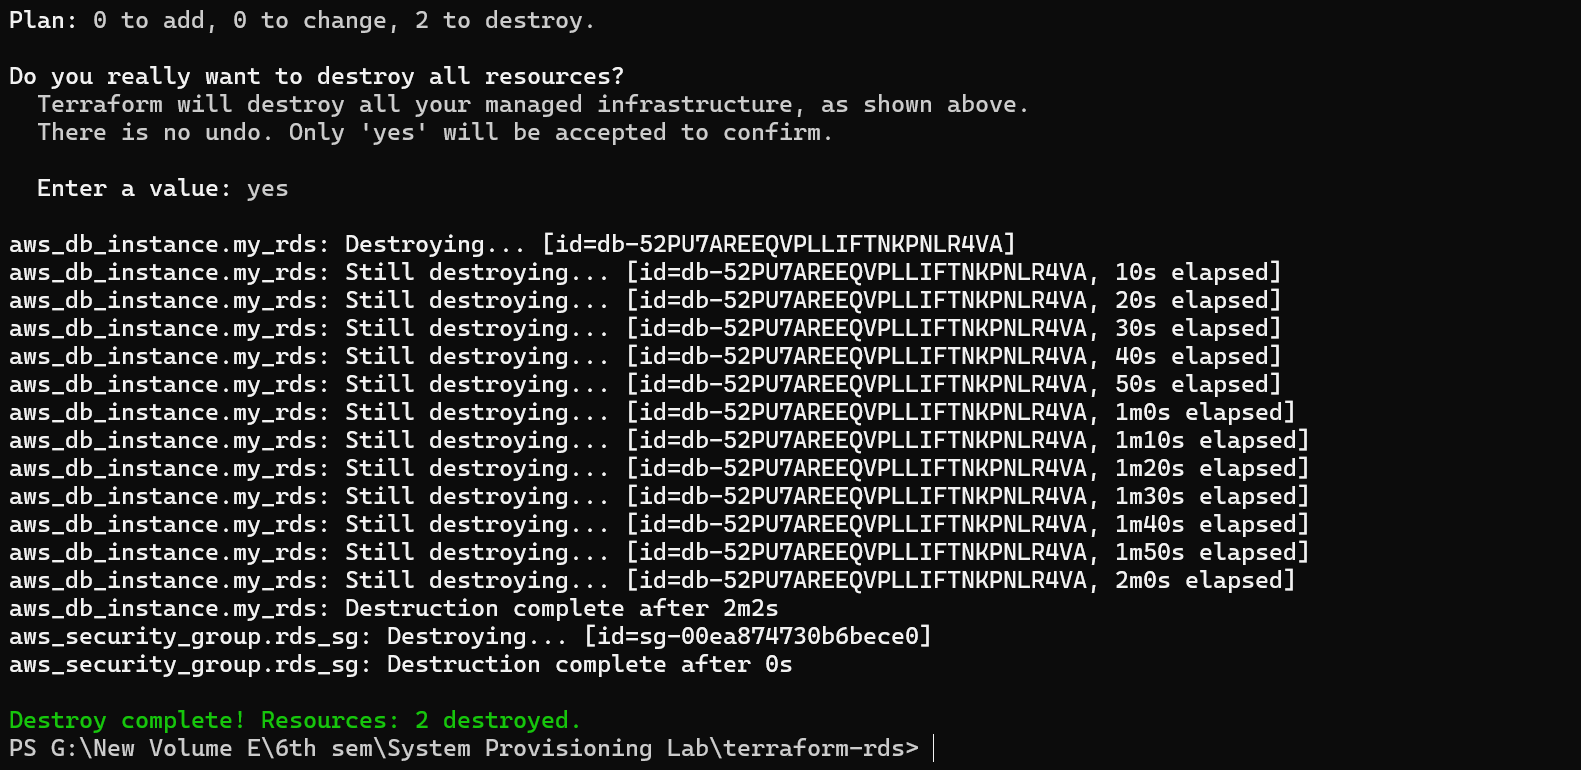 Plan: 0 to add, 0 to change, 2 to destroy.
Do you really want to destroy all resources?
Terraform will destroy all your managed infrastructure, as shown above.
There is no undo. Only 'yes' will be accepted to confirm.
Enter a value: yes
aws_db_instance.my_rds: Destroying... [id=db-52PU7AREEQVPLLIFTNKPNLR4VA]
aws_db_instance.my_rds: Still destroying... [id=db-52PU7AREEQVPLLIFTNKPNLR4VA, 10s elapsed]
aws_db_instance.my_rds: Still destroying... [id=db-52PU7AREEQVPLLIFTNKPNLR4VA, 20s elapsed]
aws_db_instance.my_rds: Still destroying... [id=db-52PU7AREEQVPLLIFTNKPNLR4VA, 30s elapsed]
aws_db_instance.my_rds: Still destroying... [id=db-52PU7AREEQVPLLIFTNKPNLR4VA, 40s elapsed]
aws_db_instance.my_rds: Still destroying... [id=db-52PU7AREEQVPLLIFTNKPNLR4VA, 50s elapsed]
aws_db_instance.my_rds: Still destroying... [id=db-52PU7AREEQVPLLIFTNKPNLR4VA, 1m0s elapsed]
aws_db_instance.my_rds: Still destroying... [id=db-52PU7AREEQVPLLIFTNKPNLR4VA, 1m10s elapsed]
aws_db_instance.my_rds: Still destroying... [id=db-52PU7AREEQVPLLIFTNKPNLR4VA, 1m20s elapsed]
aws_db_instance.my_rds: Still destroying... [id=db-52PU7AREEQVPLLIFTNKPNLR4VA, 1m30s elapsed]
aws_db_instance.my_rds: Still destroying... [id=db-52PU7AREEQVPLLIFTNKPNLR4VA, 1m40s elapsed]
aws_db_instance.my_rds: Still destroying... [id=db-52PU7AREEQVPLLIFTNKPNLR4VA, 1m50s elapsed]
aws_db_instance.my_rds: Still destroying... [id=db-52PU7AREEQVPLLIFTNKPNLR4VA, 2m0s elapsed]
aws_db_instance.my_rds: Destruction complete after 2m2s
aws_security_group.rds_sg: Destroying... [id=sg-00ea874730b6bece0]
aws_security_group.rds_sg: Destruction complete after 0s
Destroy complete! Resources: 2 destroyed.
PS G:\New Volume E\6th sem\System Provisioning Lab\terraform-rds>